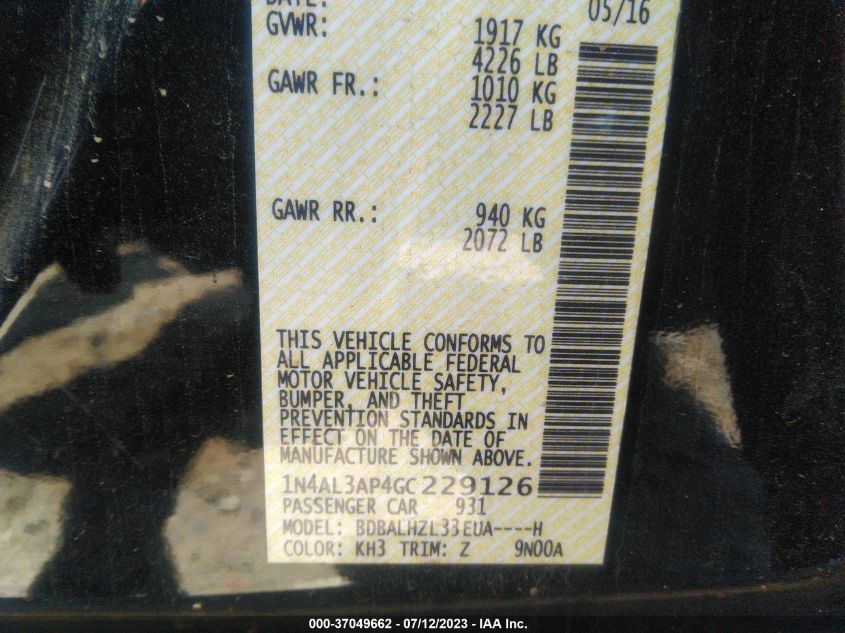 DATE: 05/16
GVWR: 1917 KG
4226 LB
GAWR FR.: 1010 KG
2227 LB
GAWR RR.: 940 KG
2072 LB
THIS VEHICLE CONFORMS TO
ALL APPLICABLE FEDERAL
MOTOR VEHICLE SAFETY,
BUMPER, AND THEFT
PREVENTION STANDARDS IN
EFFECT ON THE DATE OF
MANUFACTURE SHOWN ABOVE.
1N4AL3AP4GC229126
PASSENGER CAR 931
MODEL: BDBALHZL33EUA----H
COLOR: KH3 TRIM: Z 9N00A
000-37049662 - 07/12/2023 - IAA Inc.